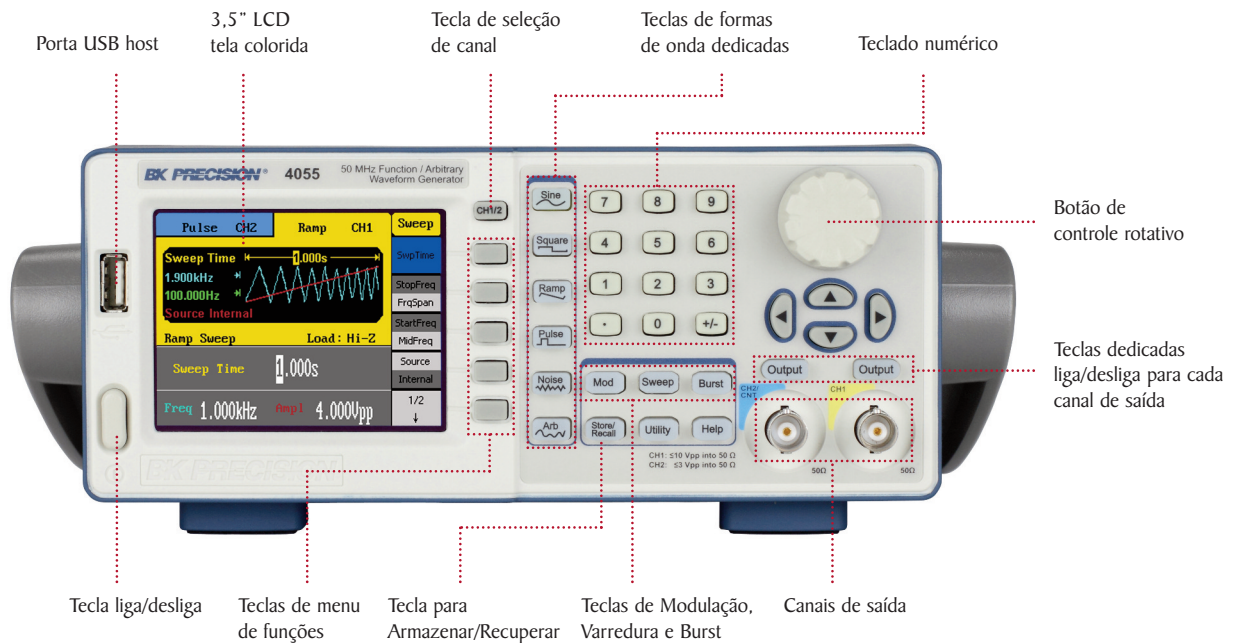 Porta USB host
3,5” LCD
tela colorida
Tecla de seleção
de canal
Teclas de formas
de onda dedicadas
Teclado numérico
BK PRECISION® 4055
50 MHz Function / Arbitrary
Waveform Generator
CH1/2
Pulse CH2 Ramp CH1 Sweep
Sweep Time 1.000s
1.900kHz
100.000Hz
Source Internal
Ramp Sweep Load: Hi-Z
Sweep Time 1.000s
Freq 1.000kHz Ampl 4.000Vpp
SwpTime
StopFreq
FrqSpan
StartFreq
MidFreq
Source
Internal
1/2
↓
BK PRECISION
Sine
Square
Ramp
Pulse
Noise
Arb
7 8 9
4 5 6
1 2 3
· 0 +/-
Mod Sweep Burst
Store/
Recall
Utility Help
CH1: ≤10 Vpp into 50 Ω
CH2: ≤3 Vpp into 50 Ω
Output Output
CH2/
CNT
CH1
50Ω 50Ω
Botão de
controle rotativo
Teclas dedicadas
liga/desliga para cada
canal de saída
Tecla liga/desliga
Teclas de menu
de funções
Tecla para
Armazenar/Recuperar
Teclas de Modulação,
Varredura e Burst
Canais de saída